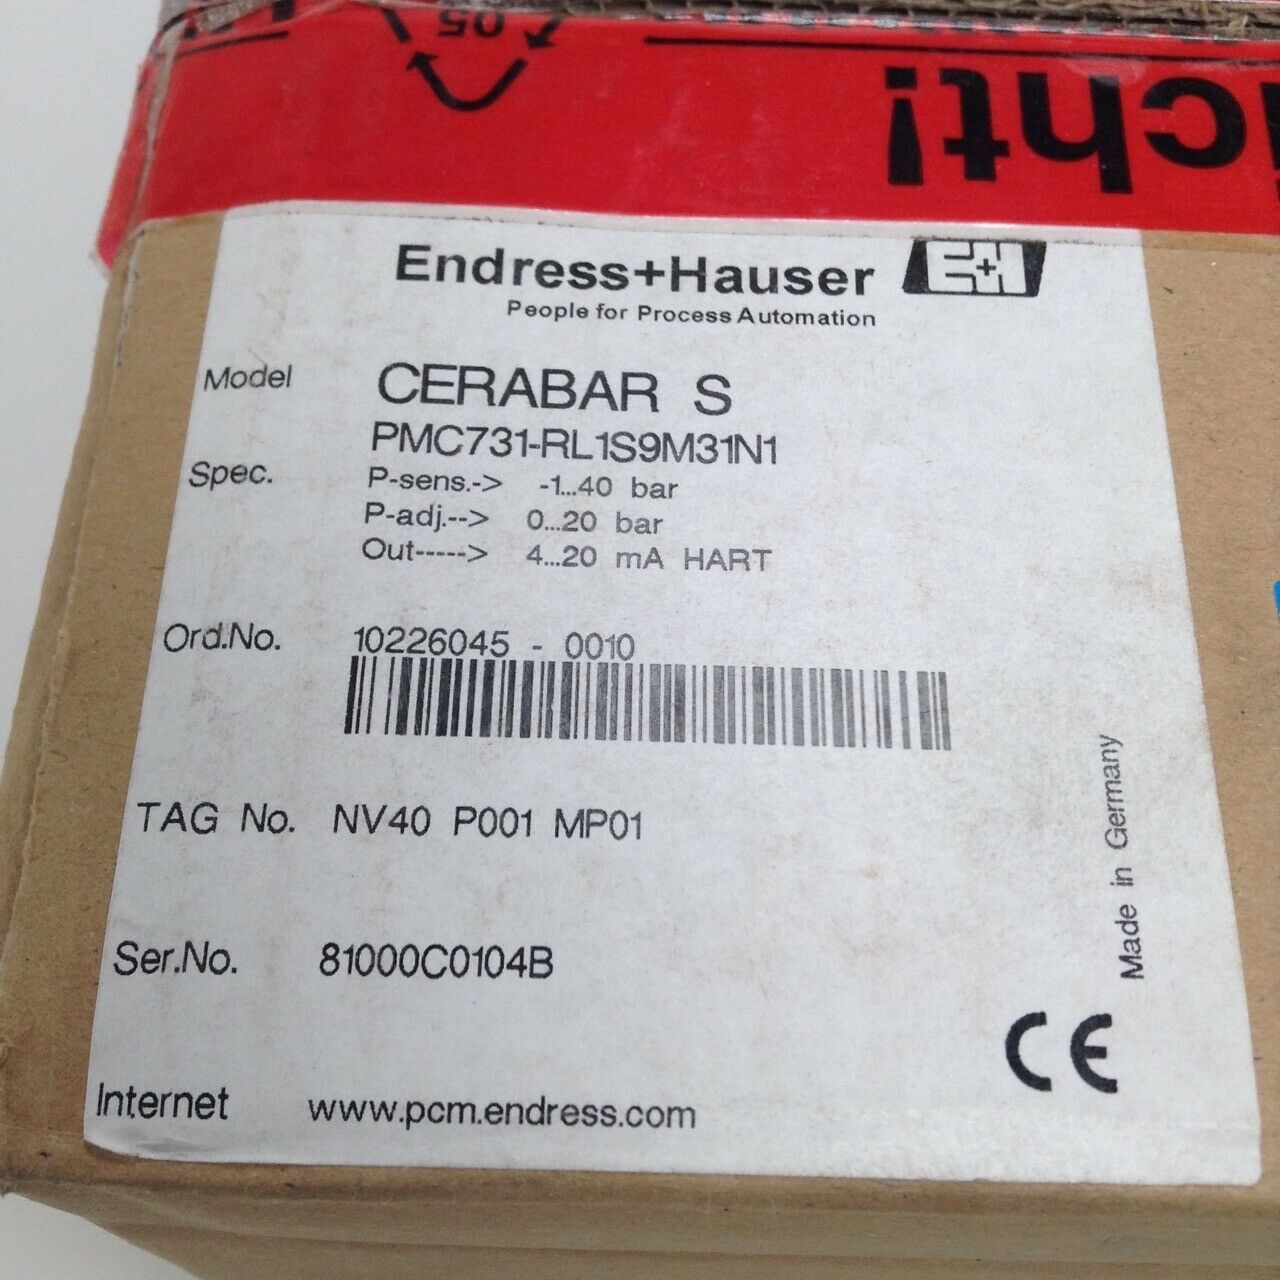 05
icht!
Endress+Hauser E+H
People for Process Automation
Model CERABAR S
PMC731-RL1S9M31N1
Spec. P-sens.-> -1...40 bar
P-adj.--> 0...20 bar
Out-----> 4...20 mA HART
Ord.No. 10226045 - 0010
TAG No. NV40 P001 MP01
Ser.No. 81000C0104B
Internet www.pcm.endress.com
Made in Germany
CE